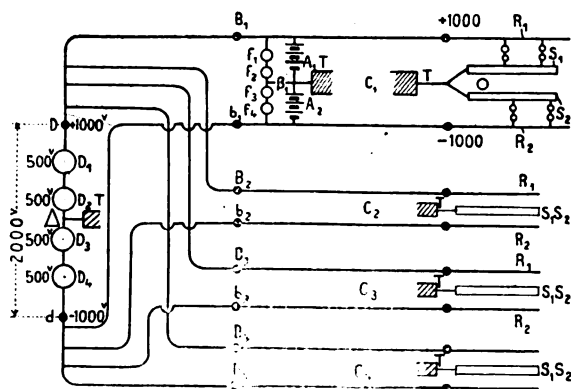 B₁
+1000
R₁
f₁
f₂
f₃
f₄
A₁ T
B₁
A₂
C₁
T
S₁
S₂
b₁
-1000
R₂
D +1000ᵛ
500ᵛ D₁
500ᵛ D₂ T
Δ
500ᵛ D₃
500ᵛ D₄
2000ᵛ
d -1000ᵛ
B₂
R₁
T
C₂
S₁S₂
b₂
R₂
R₁
T
C₃
S₁S₂
R₂
T
S₁S₂